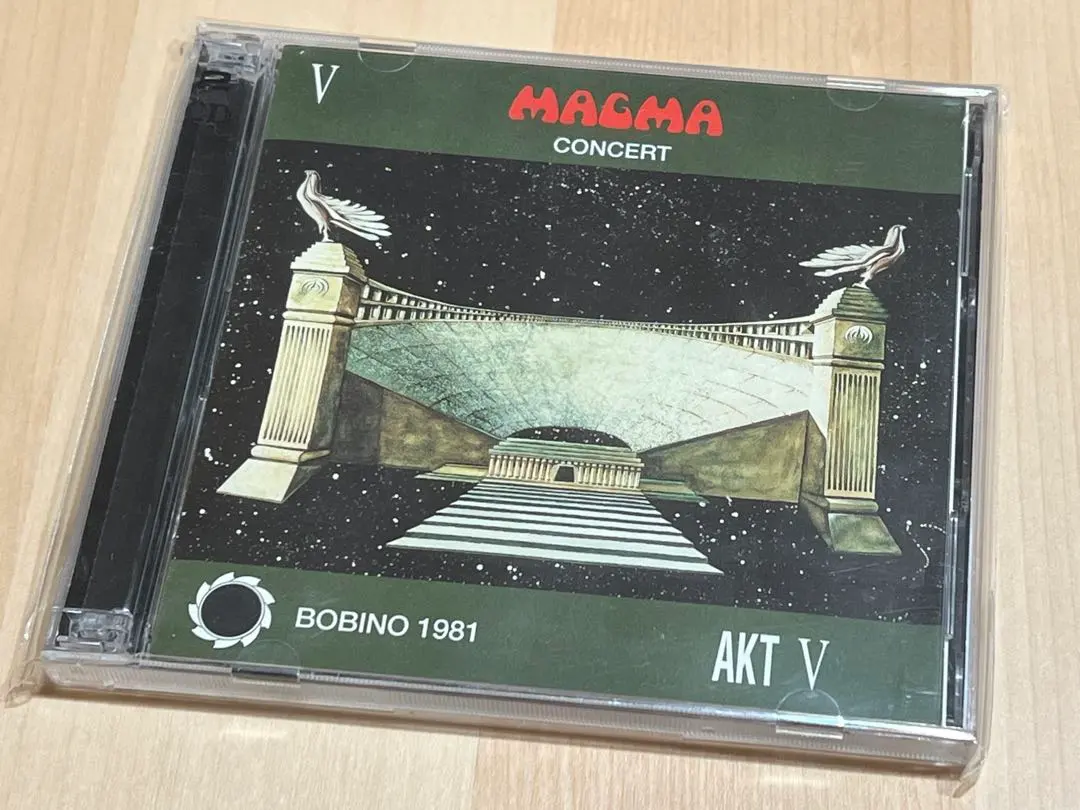 V
MAGMA
CONCERT
BOBINO 1981
AKT V